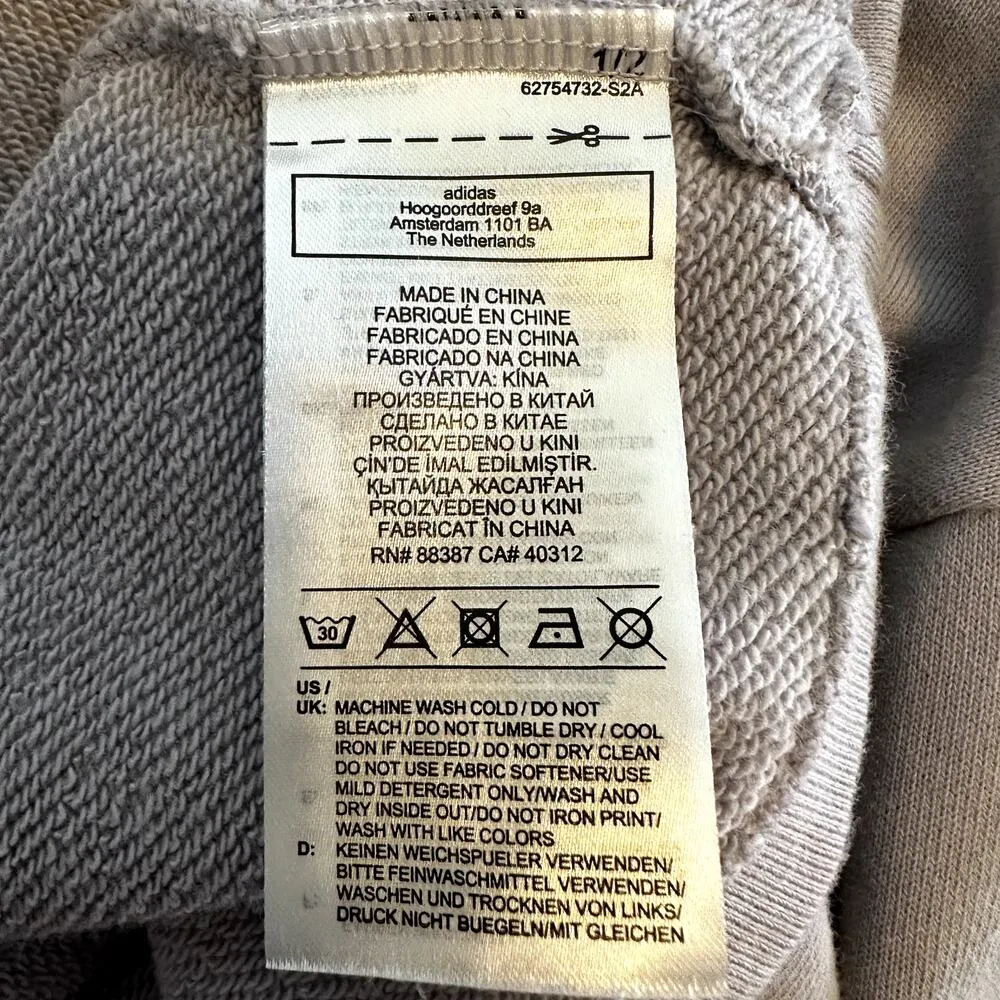 1/2
62754732-S2A
adidas
Hoogoorddreef 9a
Amsterdam 1101 BA
The Netherlands
MADE IN CHINA
FABRIQUÉ EN CHINE
FABRICADO EN CHINA
FABRICADO NA CHINA
GYÁRTVA: KÍNA
ПРОИЗВЕДЕНО В КИТАЙ
СДЕЛАНО В КИТАЕ
PROIZVEDENO U KINI
ÇİN'DE İMAL EDİLMİŞTİR.
ҚЫТАЙДА ЖАСАЛҒАН
PROIZVEDENO U KINI
FABRICAT ÎN CHINA
RN# 88387 CA# 40312
30
US /
UK: MACHINE WASH COLD / DO NOT
BLEACH / DO NOT TUMBLE DRY / COOL
IRON IF NEEDED / DO NOT DRY CLEAN
DO NOT USE FABRIC SOFTENER/USE
MILD DETERGENT ONLY/WASH AND
DRY INSIDE OUT/DO NOT IRON PRINT/
WASH WITH LIKE COLORS
D: KEINEN WEICHSPUELER VERWENDEN/
BITTE FEINWASCHMITTEL VERWENDEN/
WASCHEN UND TROCKNEN VON LINKS/
DRUCK NICHT BUEGELN/MIT GLEICHEN